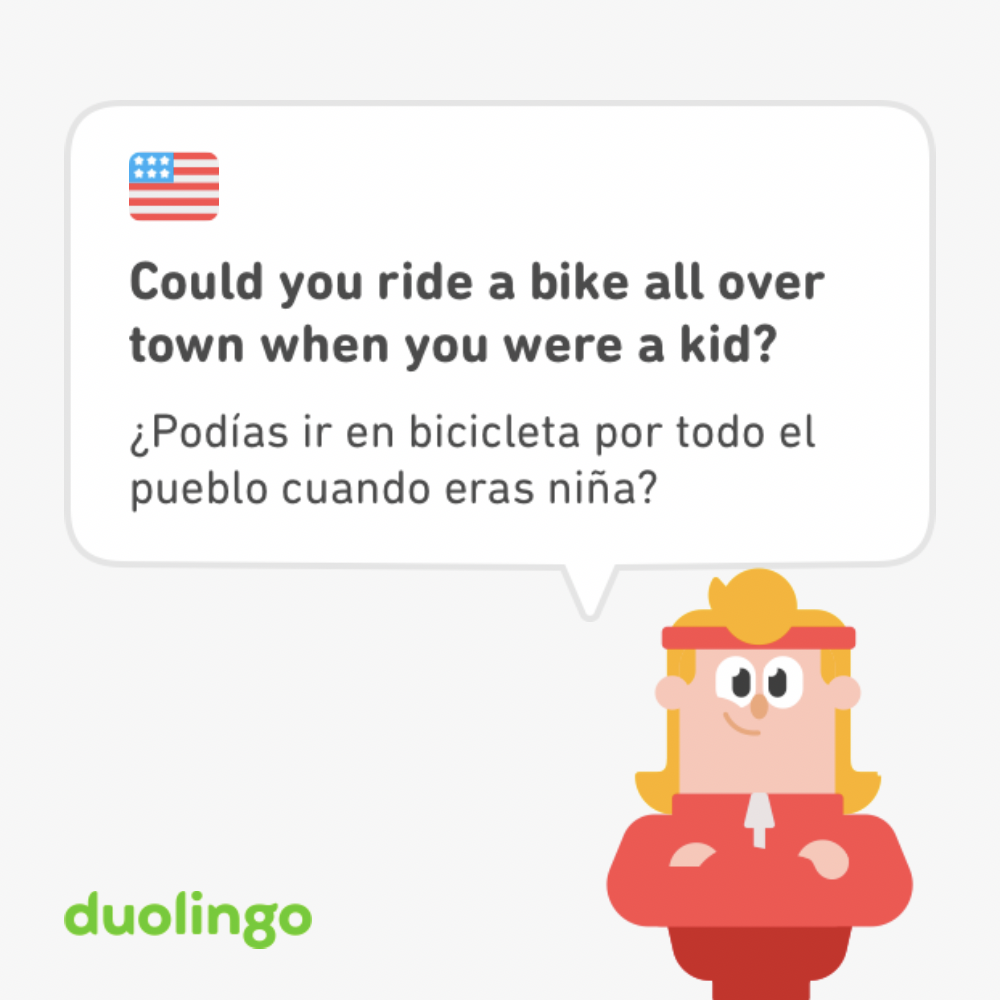 Could you ride a bike all over
town when you were a kid?
¿Podías ir en bicicleta por todo el
pueblo cuando eras niña?
duolingo